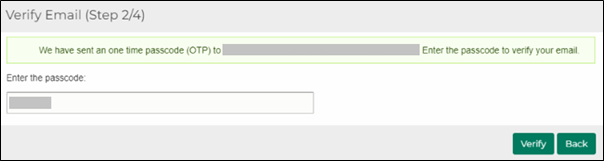 Verify Email (Step 2/4)
We have sent an one time passcode (OTP) to Enter the passcode to verify your email.
Enter the passcode:
Verify Back